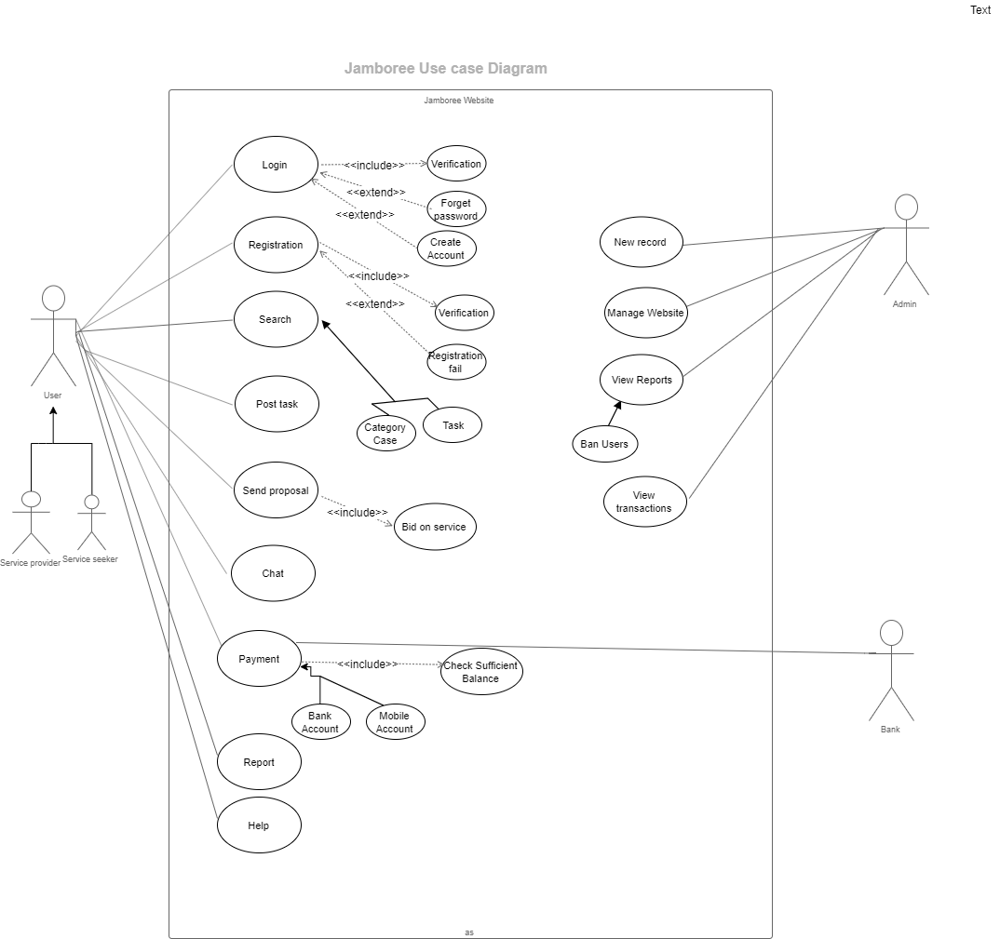 Text
Jamboree Use case Diagram
Jamboree Website
Login
<<include>>
Verification
<<extend>>
Forget
password
<<extend>>
Create
Account
Registration
<<include>>
Verification
<<extend>>
Registration
fail
Search
Category
Case
Task
Post task
Send proposal
<<include>>
Bid on service
Chat
Payment
<<include>>
Check Sufficient
Balance
Bank
Account
Mobile
Account
Report
Help
New record
Manage Website
View Reports
Ban Users
View
transactions
User
Service provider
Service seeker
Admin
Bank
as